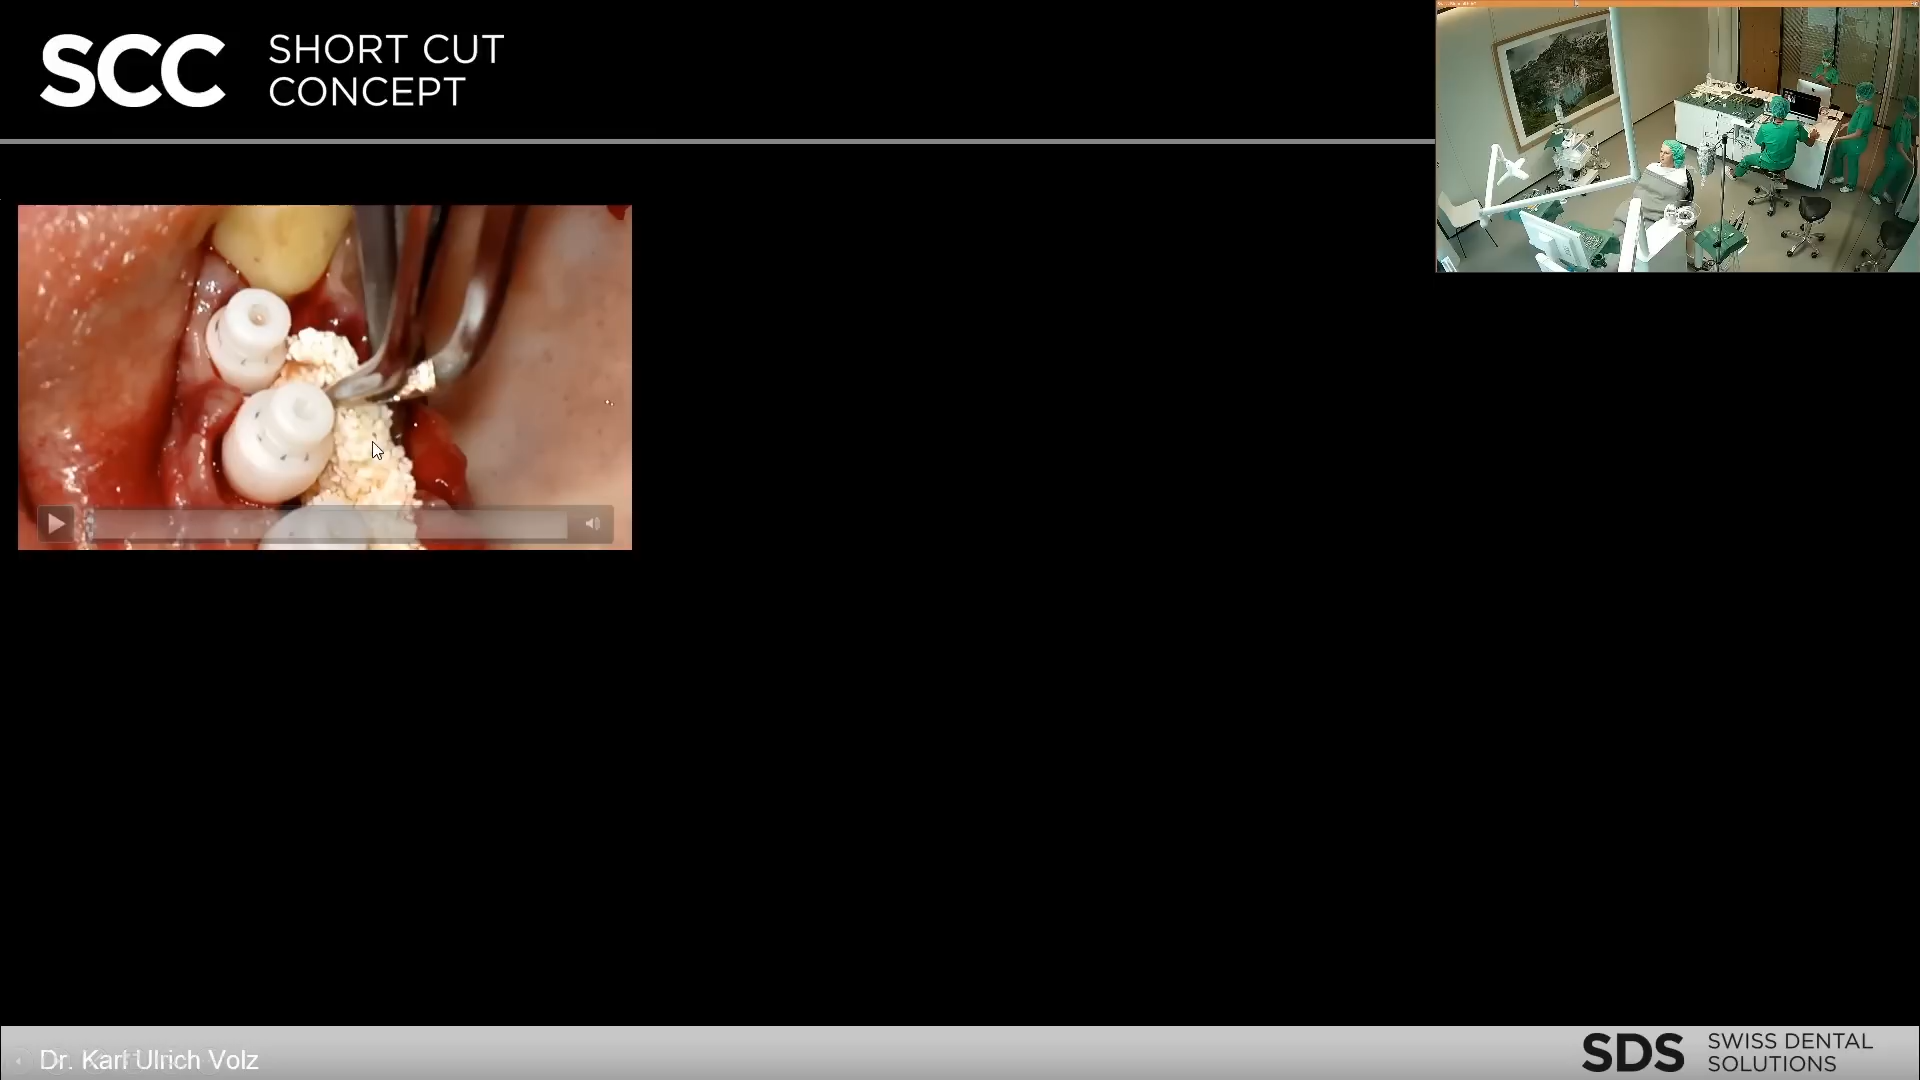 SCC
SHORT CUT
CONCEPT
Dr. Karl Ulrich Volz
SDS
SWISS DENTAL
SOLUTIONS